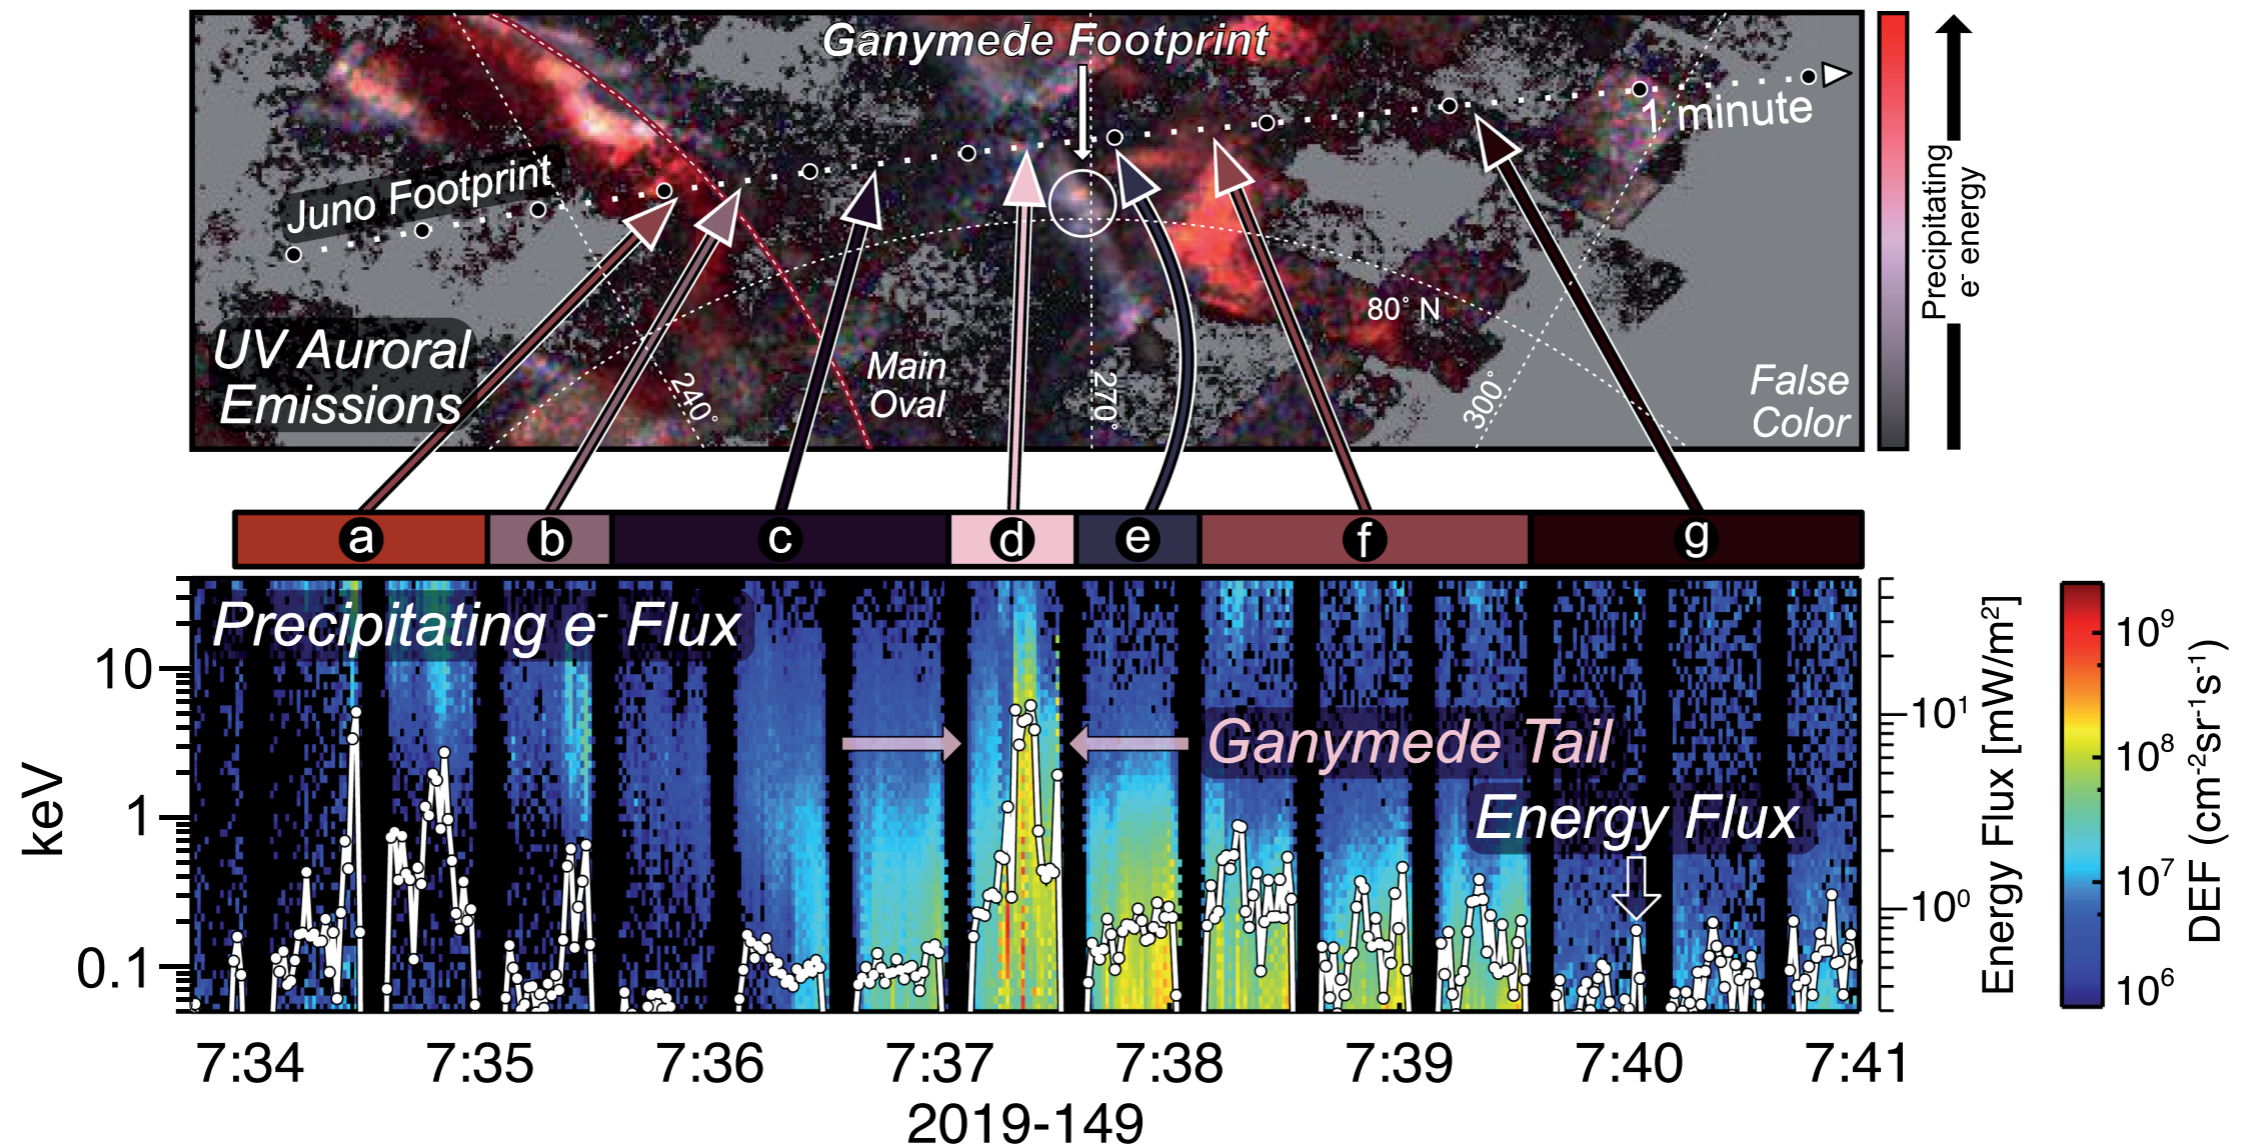 Ganymede Footprint
1 minute
Juno Footprint
UV Auroral
Emissions
Main
Oval
240°
270°
80° N
300°
False
Color
Precipitating
e- energy
a
b
c
d
e
f
g
Precipitating e- Flux
Ganymede Tail
Energy Flux
keV
10
1
0.1
10¹
10⁰
Energy Flux [mW/m²]
10⁹
10⁸
10⁷
10⁶
DEF (cm⁻²sr⁻¹s⁻¹)
7:34 7:35 7:36 7:37 7:38 7:39 7:40 7:41
2019-149